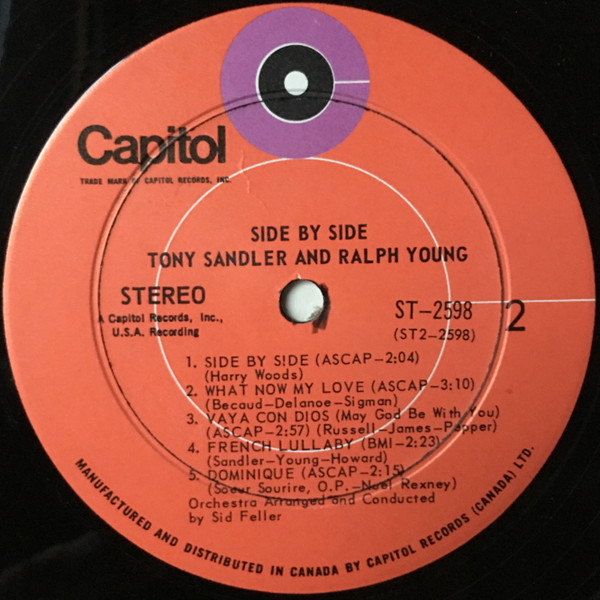 Capitol
TRADE MARK OF CAPITOL RECORDS, INC.
SIDE BY SIDE
TONY SANDLER AND RALPH YOUNG
STEREO
A Capitol Records, Inc.,
U.S.A. Recording
ST-2598
(ST2-2598)
2
1. SIDE BY SIDE (ASCAP-2:04)
(Harry Woods)
2. WHAT NOW MY LOVE (ASCAP-3:10)
(Becaud-Delanoe-Sigman)
3. VAYA CON DIOS (May God Be With You)
(ASCAP-2:57) (Russell-James-Pepper)
4. FRENCH LULLABY (BMI-2:23)
(Sandler-Young-Howard)
5. DOMINIQUE (ASCAP-2:15)
(Soeur Sourire, O.P.-Noel Rexney)
Orchestra Arranged and Conducted
by Sid Feller
MANUFACTURED AND DISTRIBUTED IN CANADA BY CAPITOL RECORDS (CANADA) LTD.